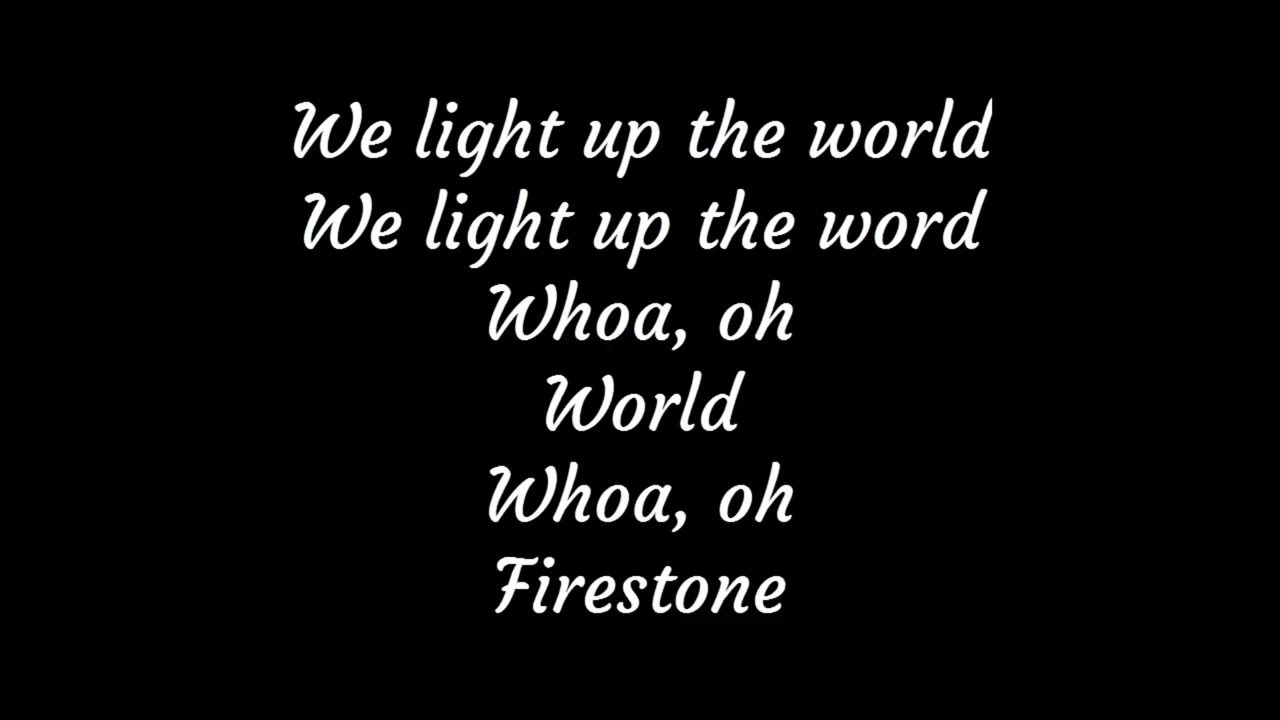 We light up the world
We light up the word
Whoa, oh
World
Whoa, oh
Firestone